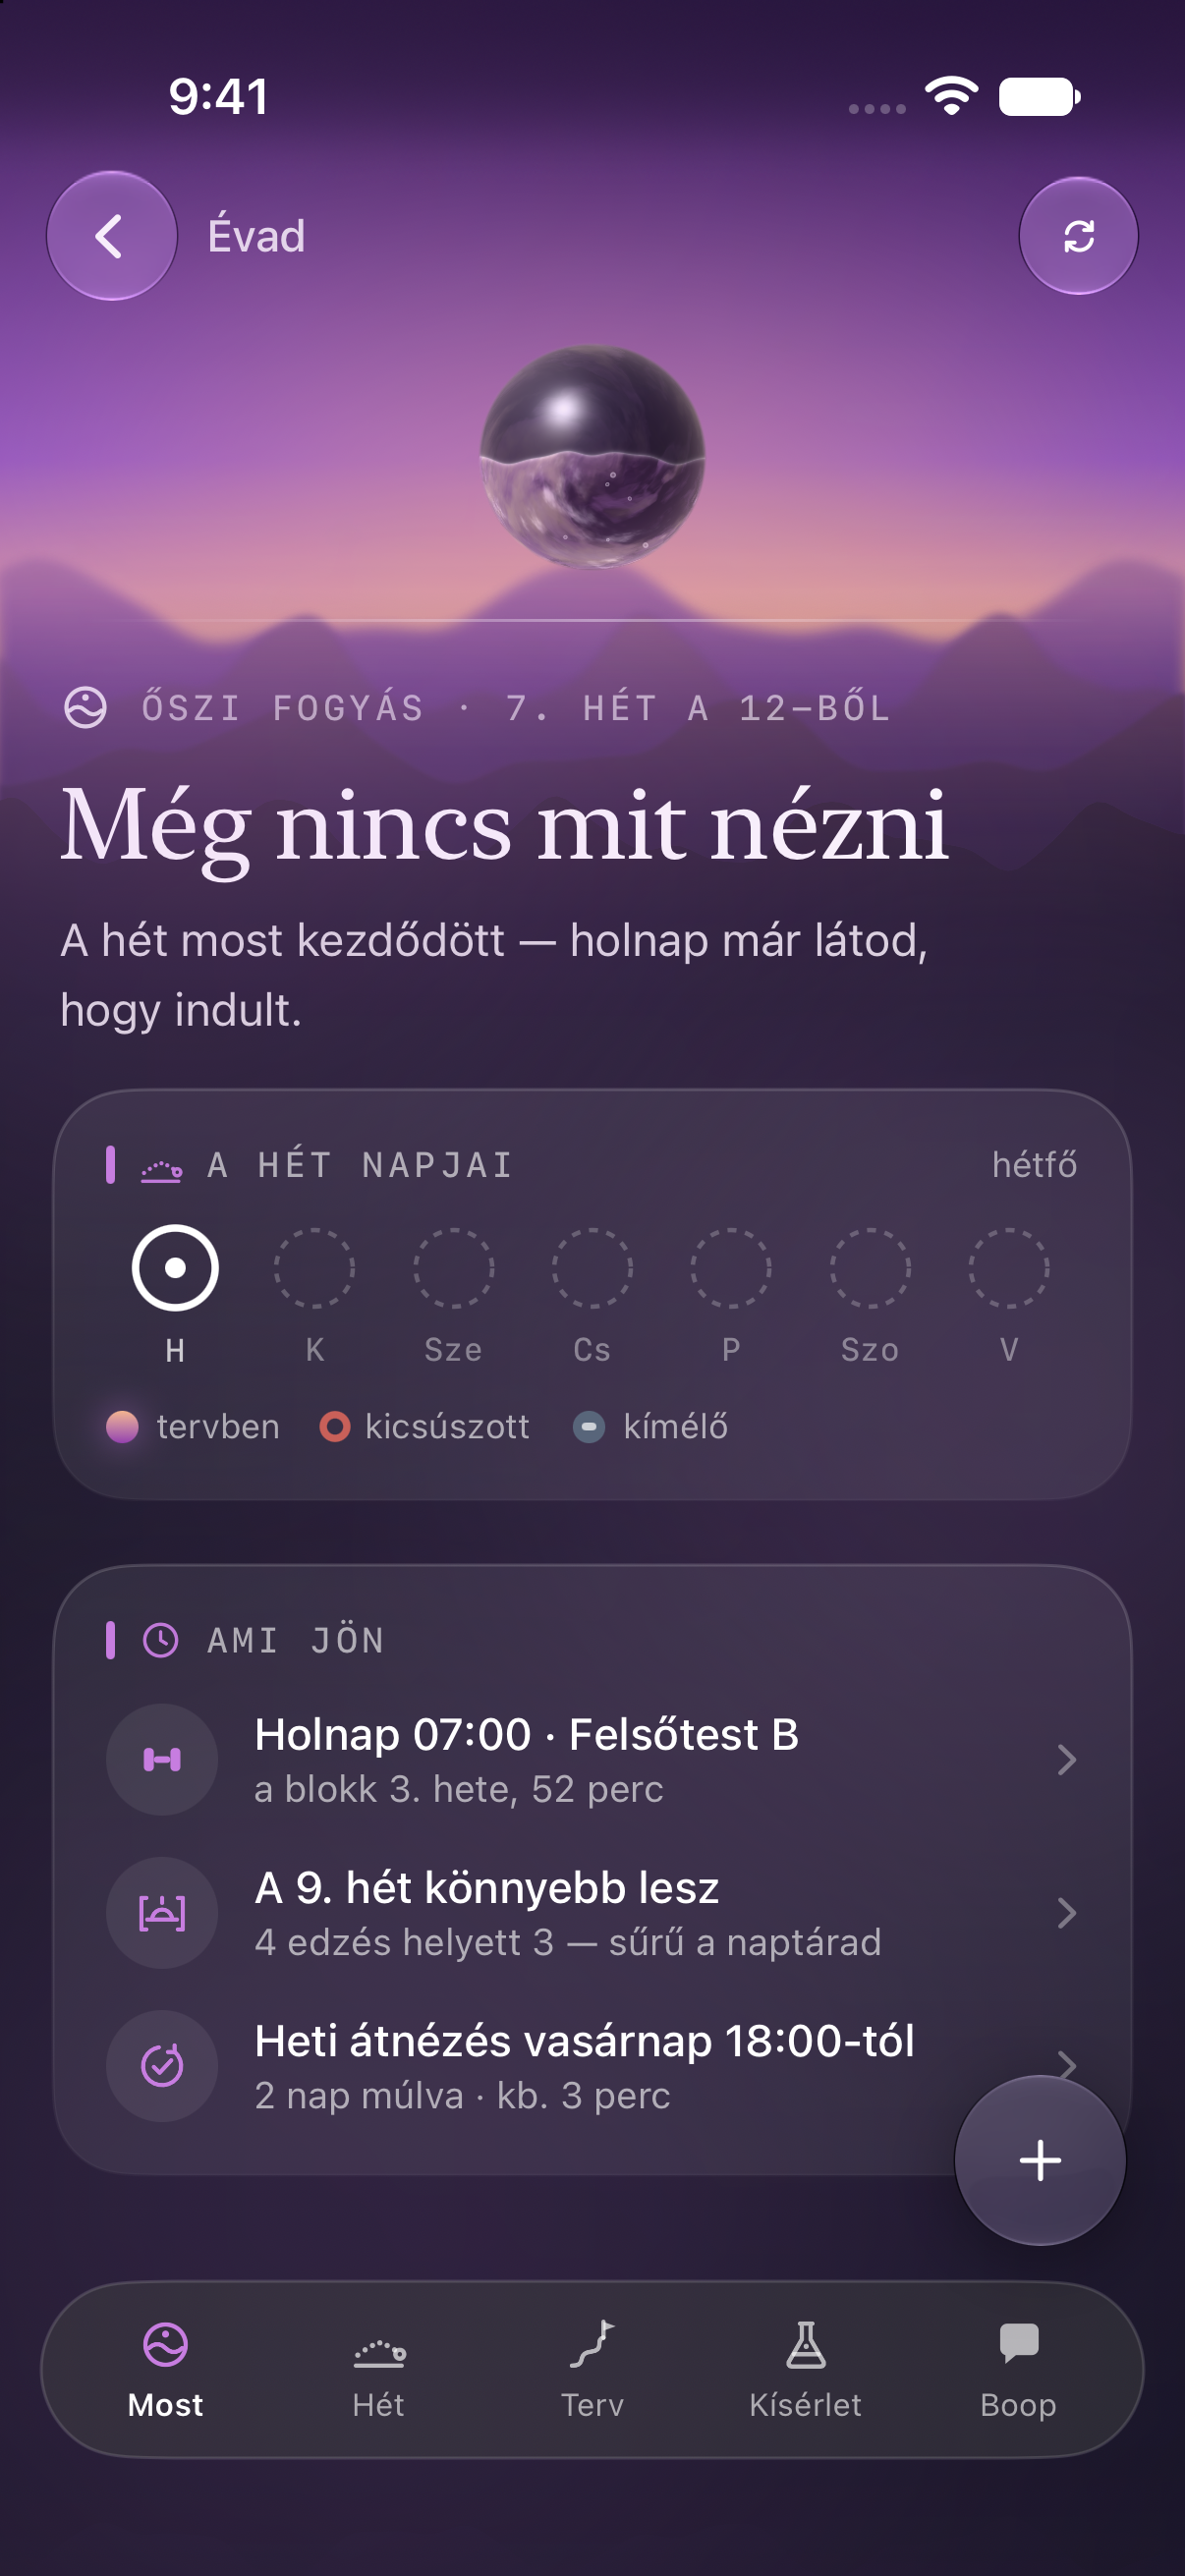 9:41
Évad
ŐSZI FOGYÁS · 7. HÉT A 12-BŐL
Még nincs mit nézni
A hét most kezdődött — holnap már látod,
hogy indult.
A HÉT NAPJAI
hétfő
H K Sze Cs P Szo V
tervben kicsúszott kímélő
AMI JÖN
Holnap 07:00 · Felsőtest B
a blokk 3. hete, 52 perc
A 9. hét könnyebb lesz
4 edzés helyett 3 — sűrű a naptárad
Heti átnézés vasárnap 18:00-tól
2 nap múlva · kb. 3 perc
Most Hét Terv Kísérlet Boop